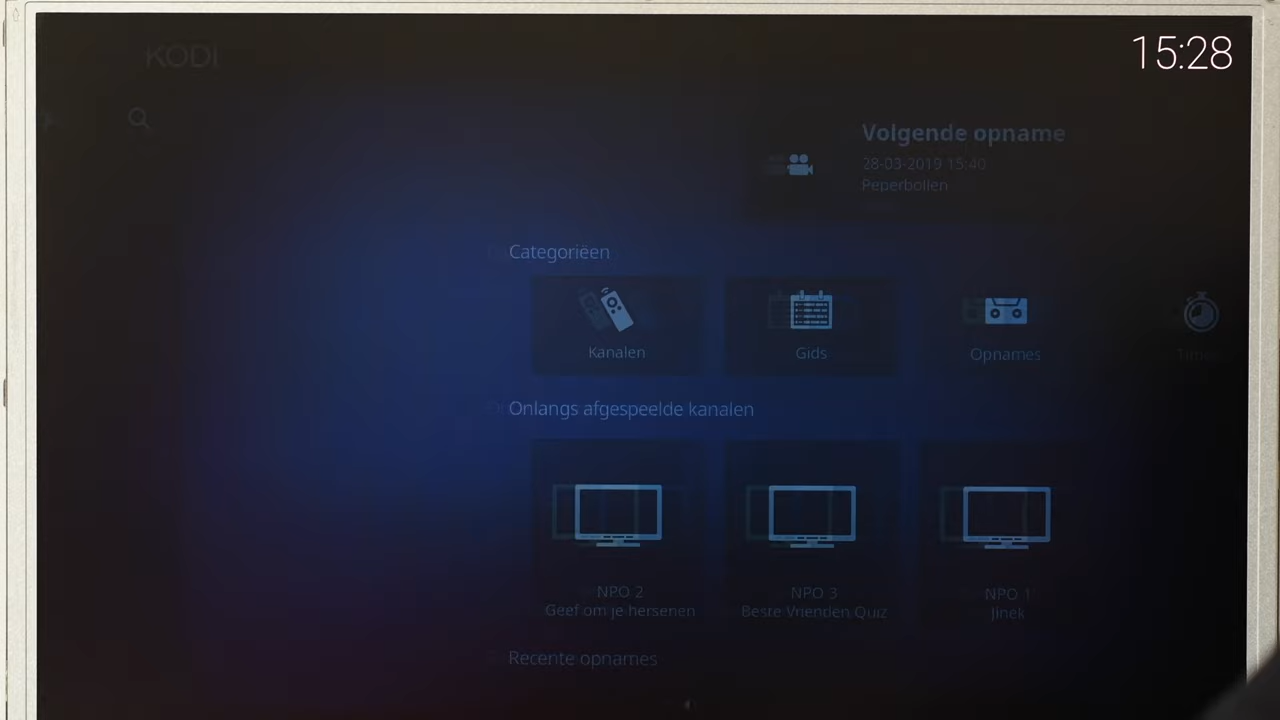 KODI
15:28
Volgende opname
28-03-2019 15:40
Peperbollen
Categorieën
Kanalen
Gids
Opnames
Timers
Onlangs afgespeelde kanalen
NPO 2
Geef om je hersenen
NPO 3
Beste Vrienden Quiz
NPO 1
Jinek
Recente opnames